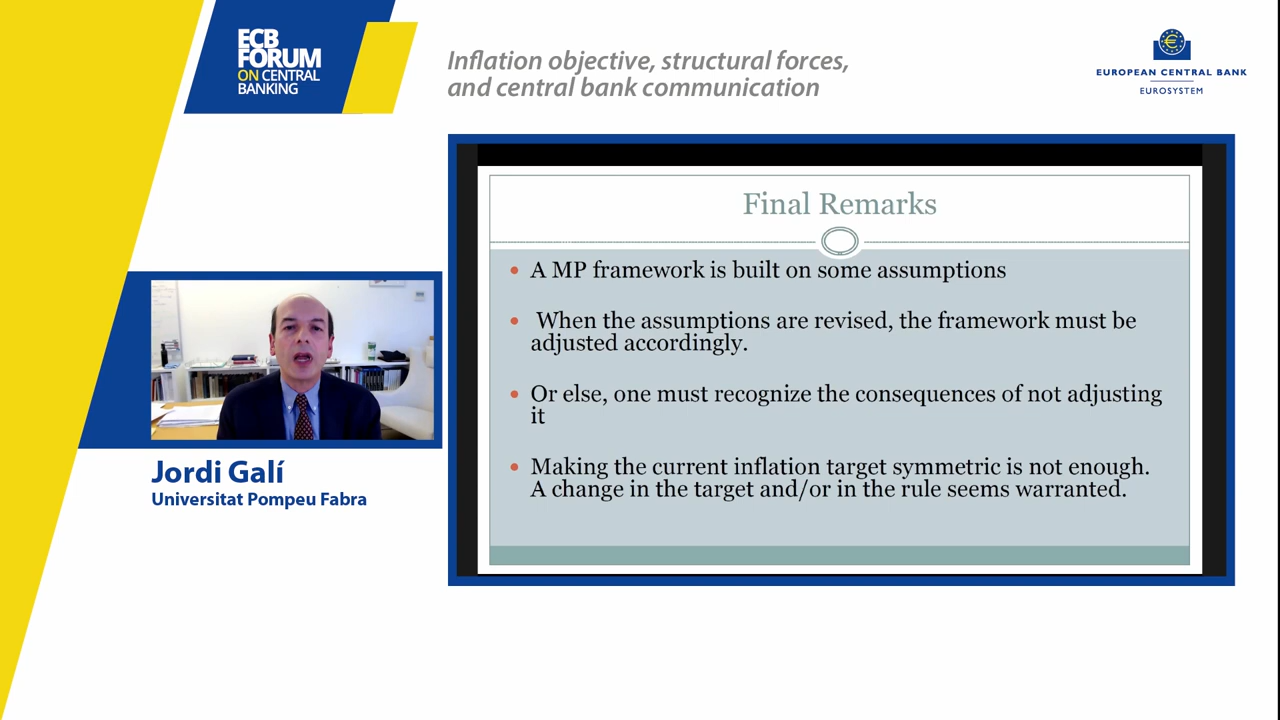 ECB
FORUM
ON CENTRAL
BANKING
Inflation objective, structural forces,
and central bank communication
EUROPEAN CENTRAL BANK
EUROSYSTEM
Final Remarks
• A MP framework is built on some assumptions
• When the assumptions are revised, the framework must be
adjusted accordingly.
• Or else, one must recognize the consequences of not adjusting
it
• Making the current inflation target symmetric is not enough.
A change in the target and/or in the rule seems warranted.
Jordi Galí
Universitat Pompeu Fabra